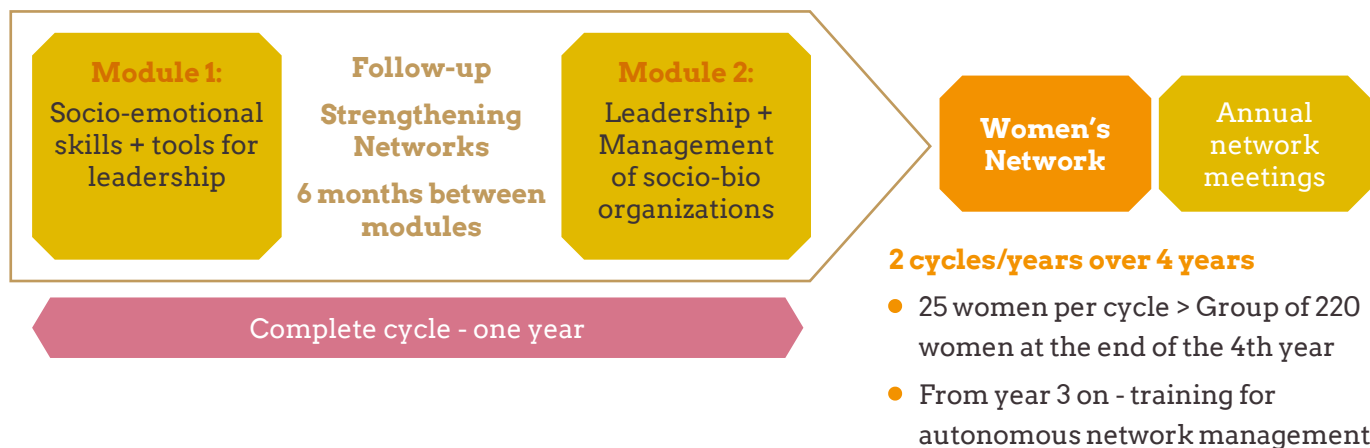 Module 1:
Socio-emotional
skills + tools for
leadership
Follow-up
Strengthening
Networks
6 months between
modules
Module 2:
Leadership +
Management
of socio-bio
organizations
Women’s
Network
Annual
network
meetings
Complete cycle - one year
2 cycles/years over 4 years
25 women per cycle > Group of 220
women at the end of the 4th year
From year 3 on - training for
autonomous network management